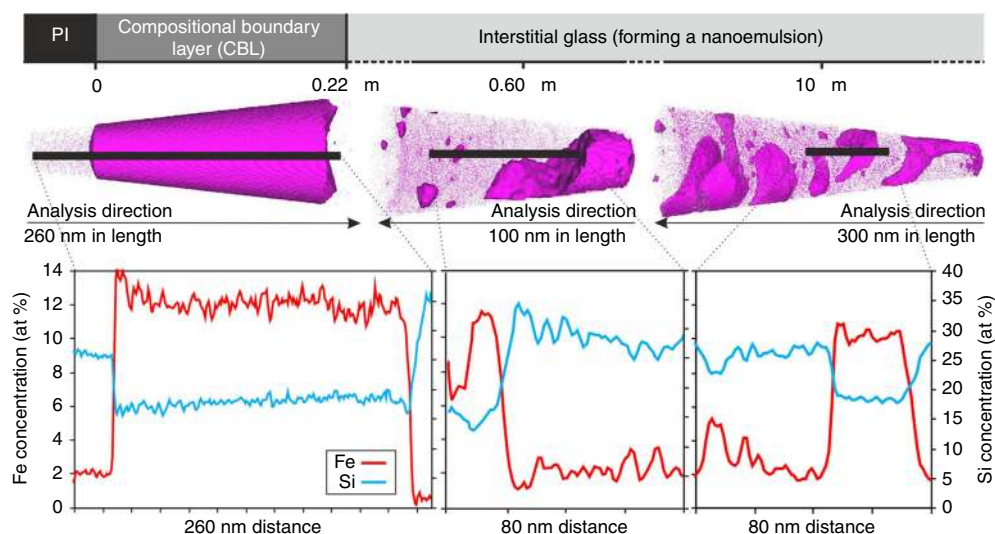 PI
Compositional boundary
layer (CBL)
Interstitial glass (forming a nanoemulsion)
0
0.22 m
0.60 m
10 m
Analysis direction
260 nm in length
Analysis direction
100 nm in length
Analysis direction
300 nm in length
Fe concentration (at %)
14
12
10
8
6
4
2
0
Fe
Si
40
35
30
25
20
15
10
5
0
Si concentration (at %)
260 nm distance
80 nm distance
80 nm distance